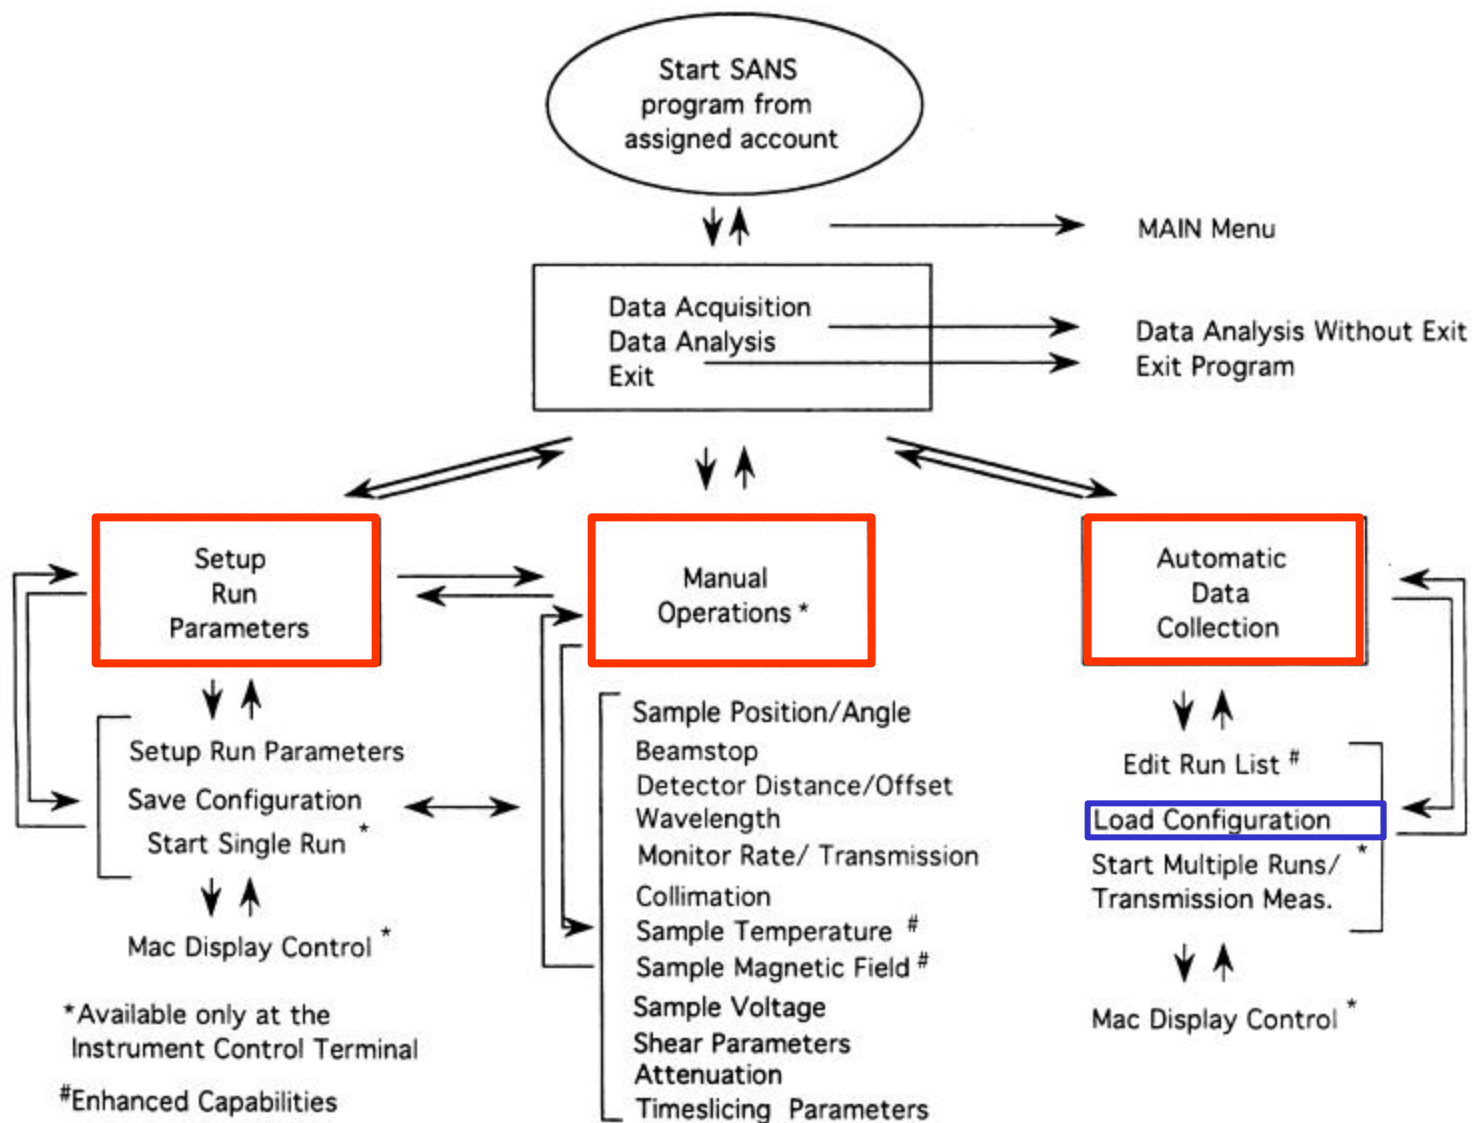 Start SANS
program from
assigned account
MAIN Menu
Data Acquisition
Data Analysis
Exit
Data Analysis Without Exit
Exit Program
Setup
Run
Parameters
Manual
Operations *
Automatic
Data
Collection
Setup Run Parameters
Save Configuration
Start Single Run *
Mac Display Control *
*Available only at the
Instrument Control Terminal
#Enhanced Capabilities
Sample Position/Angle
Beamstop
Detector Distance/Offset
Wavelength
Monitor Rate/ Transmission
Collimation
Sample Temperature #
Sample Magnetic Field #
Sample Voltage
Shear Parameters
Attenuation
Timeslicing Parameters
Edit Run List #
Load Configuration
Start Multiple Runs/ *
Transmission Meas.
Mac Display Control *